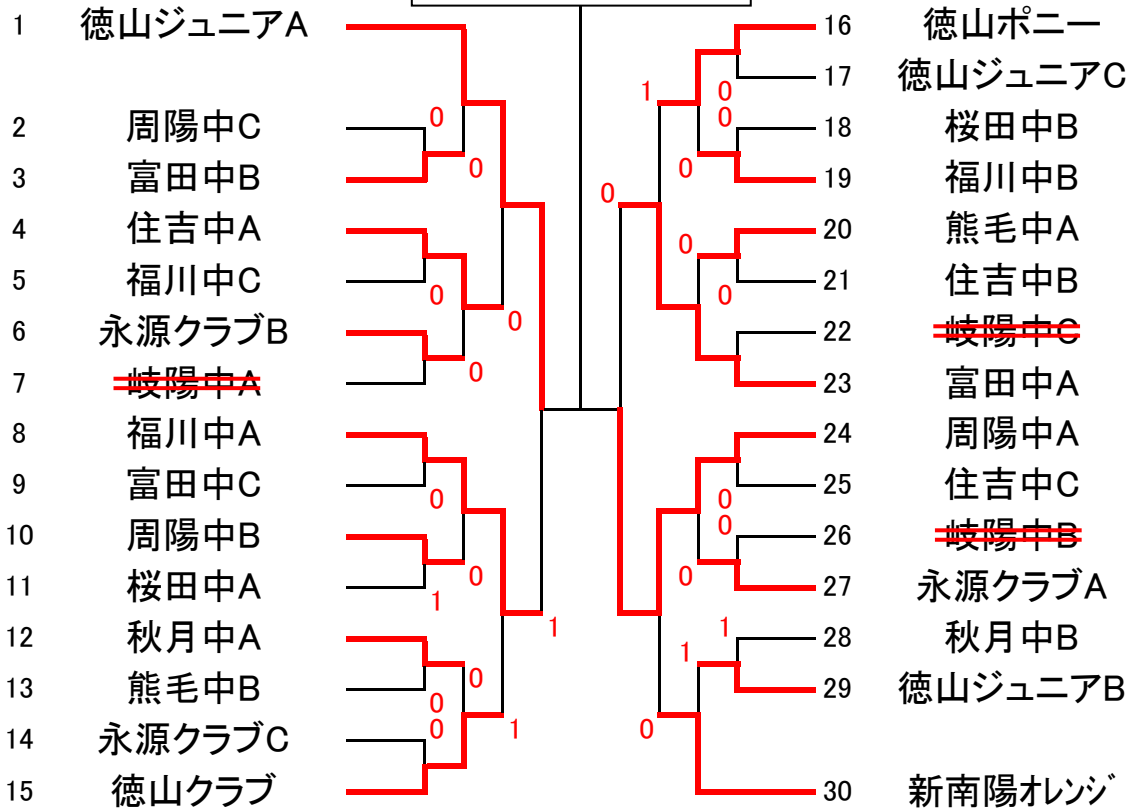 1 徳山ジュニアA
2 周陽中C
3 富田中B
4 住吉中A
5 福川中C
6 永源クラブB
7 岐陽中A
8 福川中A
9 富田中C
10 周陽中B
11 桜田中A
12 秋月中A
13 熊毛中B
14 永源クラブC
15 徳山クラブ
0
0
0
0
0
0
0
1
0
0
0
1
1
1
0
0
1
0
0
0
0
0
0
0
1
1
0
16 徳山ポニー
17 徳山ジュニアC
18 桜田中B
19 福川中B
20 熊毛中A
21 住吉中B
22 岐陽中C
23 富田中A
24 周陽中A
25 住吉中C
26 岐陽中B
27 永源クラブA
28 秋月中B
29 徳山ジュニアB
30 新南陽オレンジ